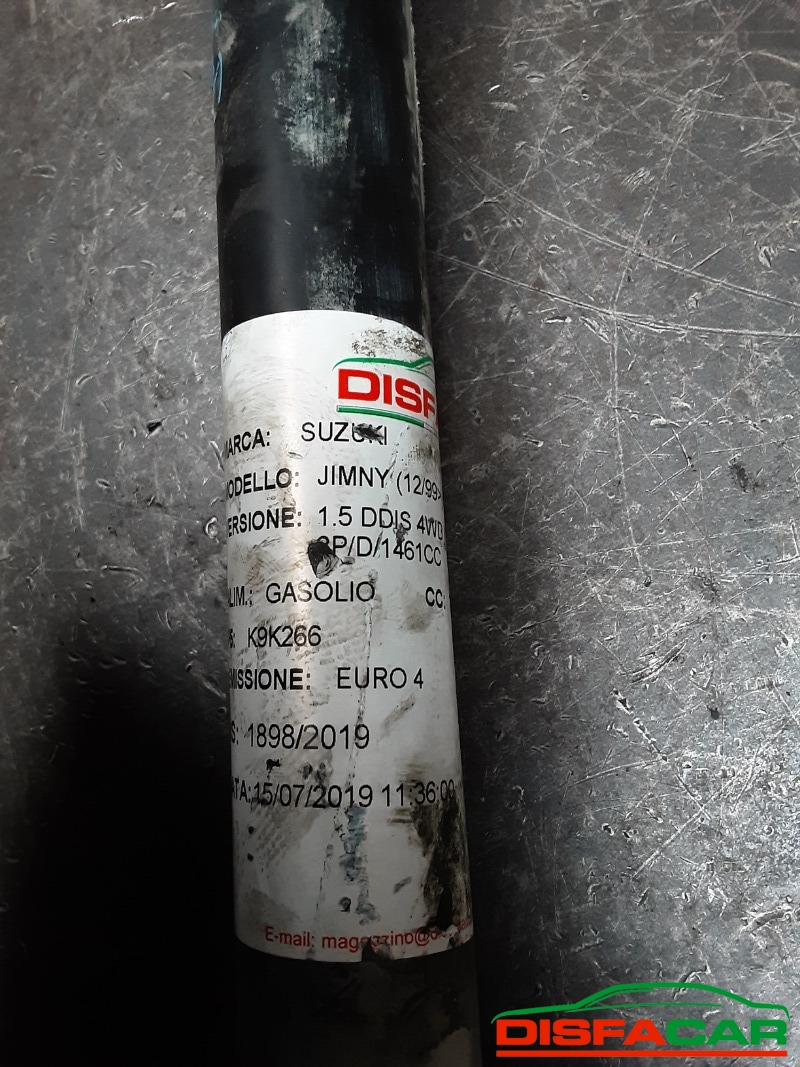 DISF
MARCA: SUZUKI
MODELLO: JIMNY (12/99>
VERSIONE: 1.5 DDIS 4WD
3P/D/1461CC
ALIM.: GASOLIO CC:
K9K266
EMISSIONE: EURO 4
S: 1898/2019
DATA: 15/07/2019 11:36:00
E-mail: magazzino@
DISFACAR